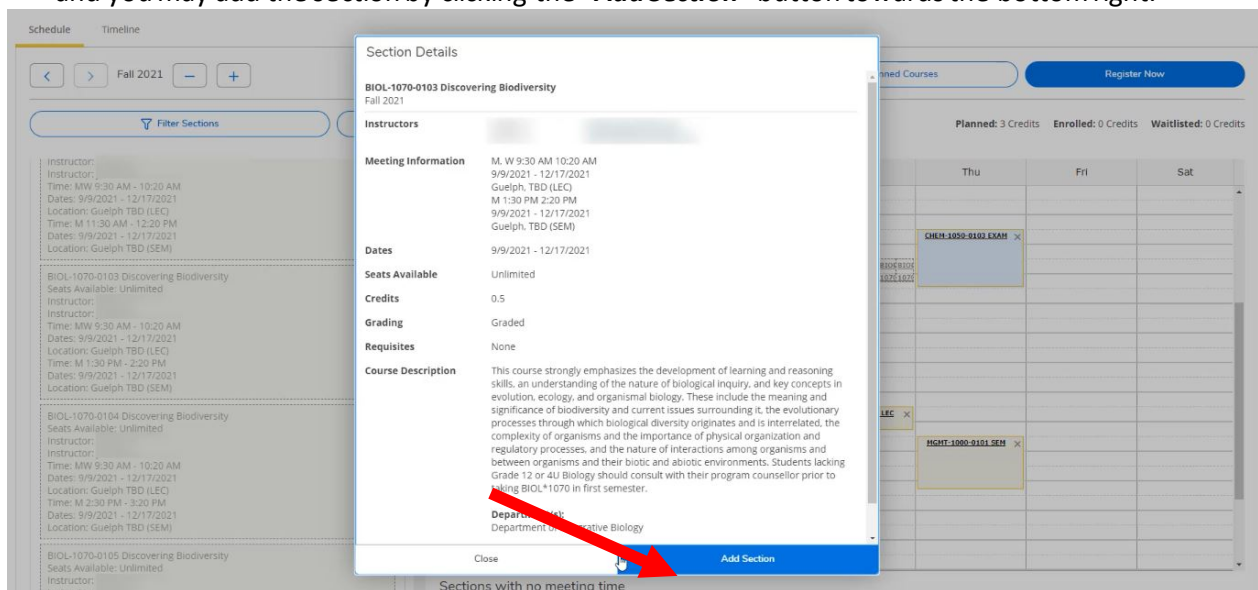 and you may add the section by clicking the "Add Section" button towards the bottom right:
Schedule Timeline
Fall 2021
Filter Sections
nned Courses
Register Now
Planned: 3 Credits Enrolled: 0 Credits Waitlisted: 0 Credits
Instructor:
Instructor:
Time: MW 9:30 AM - 10:20 AM
Dates: 9/9/2021 - 12/17/2021
Location: Guelph TBD (LEC)
Time: M 11:30 AM - 12:20 PM
Dates: 9/9/2021 - 12/17/2021
Location: Guelph TBD (SEM)
BIOL-1070-0103 Discovering Biodiversity
Seats Available: Unlimited
Instructor:
Instructor:
Time: MW 9:30 AM - 10:20 AM
Dates: 9/9/2021 - 12/17/2021
Location: Guelph TBD (LEC)
Time: M 1:30 PM - 2:20 PM
Dates: 9/9/2021 - 12/17/2021
Location: Guelph TBD (SEM)
BIOL-1070-0104 Discovering Biodiversity
Seats Available: Unlimited
Instructor:
Instructor:
Time: MW 9:30 AM - 10:20 AM
Dates: 9/9/2021 - 12/17/2021
Location: Guelph TBD (LEC)
Time: M 2:30 PM - 3:20 PM
Dates: 9/9/2021 - 12/17/2021
Location: Guelph TBD (SEM)
BIOL-1070-0105 Discovering Biodiversity
Seats Available: Unlimited
Instructor:
Section Details
BIOL-1070-0103 Discovering Biodiversity
Fall 2021
Instructors
Meeting Information M, W 9:30 AM 10:20 AM
9/9/2021 - 12/17/2021
Guelph, TBD (LEC)
M 1:30 PM 2:20 PM
9/9/2021 - 12/17/2021
Guelph, TBD (SEM)
Dates 9/9/2021 - 12/17/2021
Seats Available Unlimited
Credits 0.5
Grading Graded
Requisites None
Course Description This course strongly emphasizes the development of learning and reasoning
skills, an understanding of the nature of biological inquiry, and key concepts in
evolution, ecology, and organismal biology. These include the meaning and
significance of biodiversity and current issues surrounding it, the evolutionary
processes through which biological diversity originates and is interrelated, the
complexity of organisms and the importance of physical organization and
regulatory processes, and the nature of interactions among organisms and
between organisms and their biotic and abiotic environments. Students lacking
Grade 12 or 4U Biology should consult with their program counsellor prior to
taking BIOL*1070 in first semester.
Department of
Biology
Close Add Section
Thu Fri Sat
CHEM-1050-0103 EXAM
LEC
MGMT-1000-0101 SEM
Sections with no meeting time